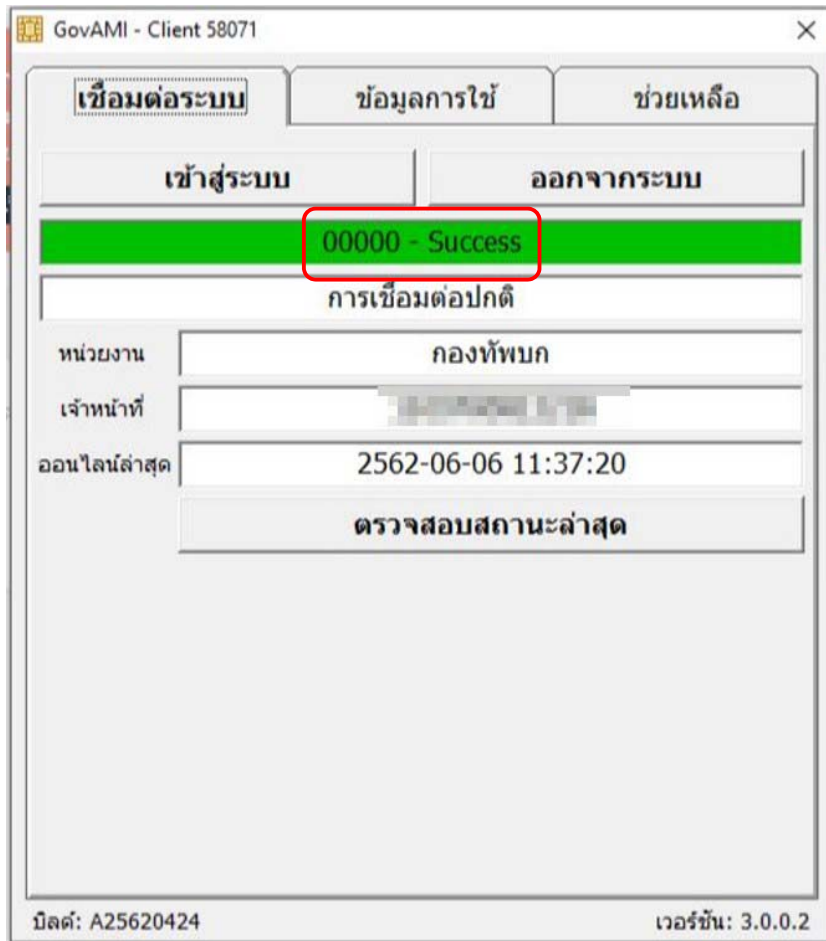 GovAMI - Client 58071
เชื่อมต่อระบบ ข้อมูลการใช้ ช่วยเหลือ
เข้าสู่ระบบ ออกจากระบบ
00000 - Success
การเชื่อมต่อปกติ
หน่วยงาน กองทัพบก
เจ้าหน้าที่
ออนไลน์ล่าสุด 2562-06-06 11:37:20
ตรวจสอบสถานะล่าสุด
บิลด์: A25620424 เวอร์ชัน: 3.0.0.2